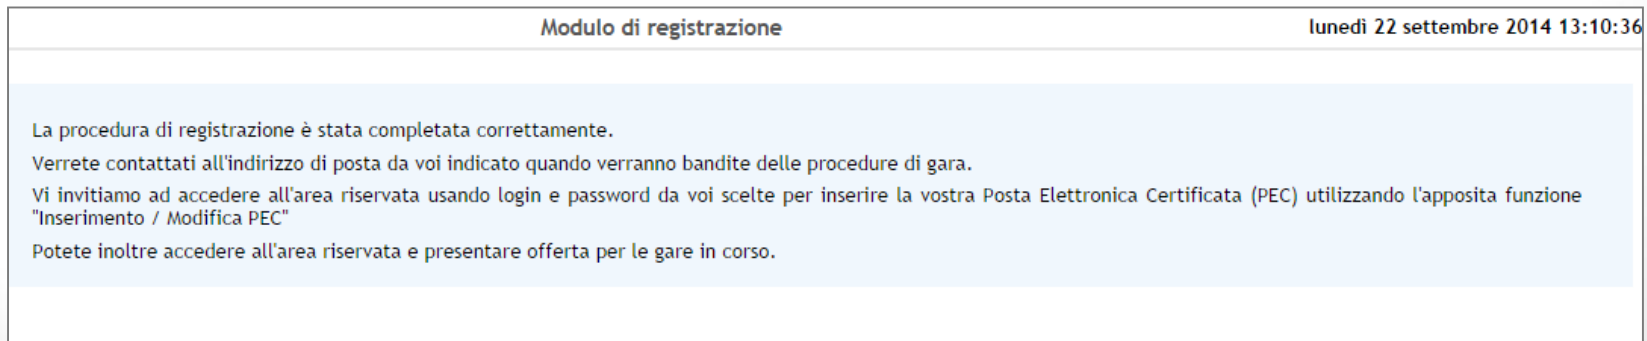 Modulo di registrazione lunedì 22 settembre 2014 13:10:36
La procedura di registrazione è stata completata correttamente.
Verrete contattati all'indirizzo di posta da voi indicato quando verranno bandite delle procedure di gara.
Vi invitiamo ad accedere all'area riservata usando login e password da voi scelte per inserire la vostra Posta Elettronica Certificata (PEC) utilizzando l'apposita funzione
"Inserimento / Modifica PEC"
Potete inoltre accedere all'area riservata e presentare offerta per le gare in corso.